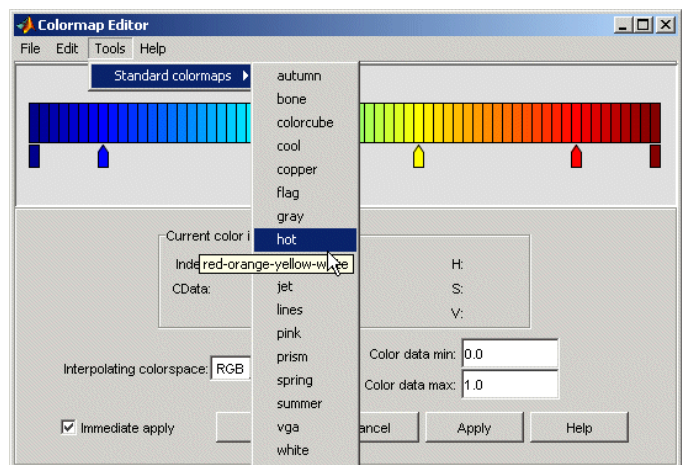 Colormap Editor
File Edit Tools Help
Standard colormaps
autumn
bone
colorcube
cool
copper
flag
gray
hot
jet
lines
pink
prism
spring
summer
vga
white
Current color i
Inde
red-orange-yellow-w
CData:
H:
S:
V:
Interpolating colorspace: RGB
Color data min: 0.0
Color data max: 1.0
Immediate apply
ancel
Apply
Help